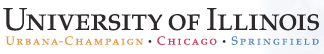 UNIVERSITY OF ILLINOIS
URBANA-CHAMPAIGN • CHICAGO • SPRINGFIELD